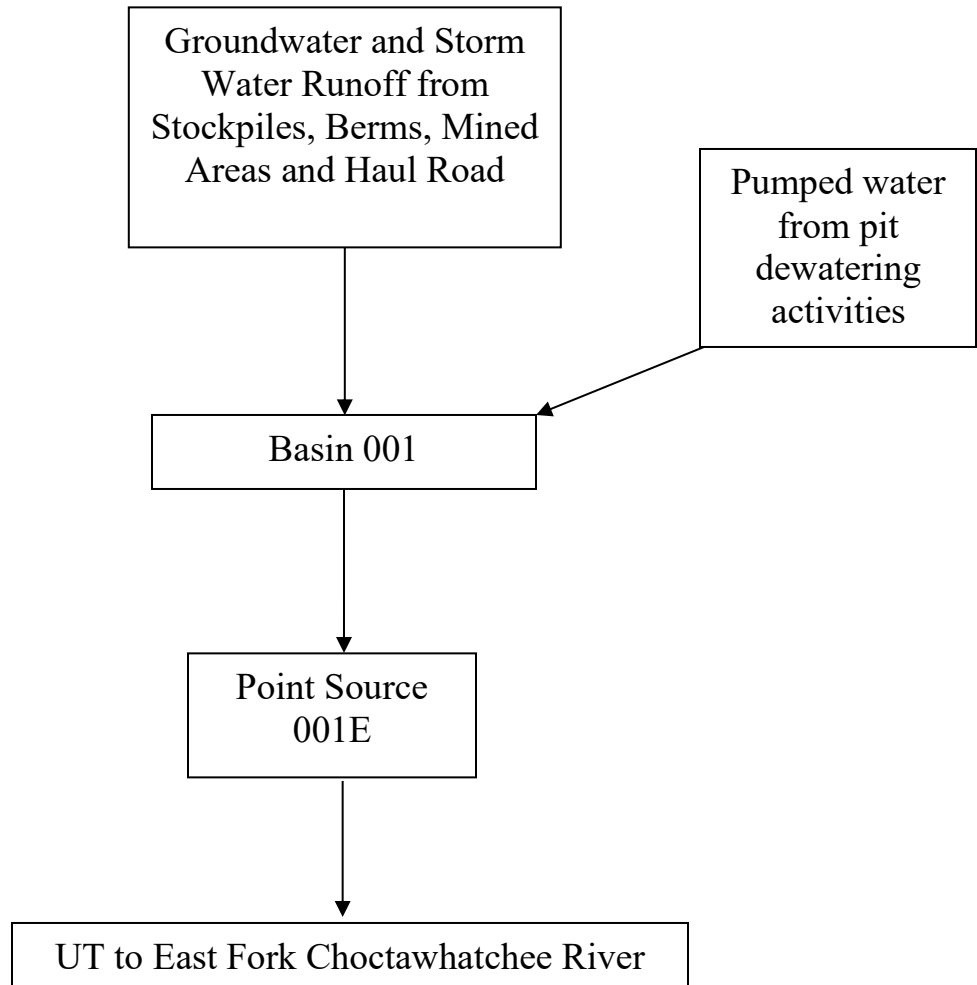 Groundwater and Storm
Water Runoff from
Stockpiles, Berms, Mined
Areas and Haul Road
Pumped water
from pit
dewatering
activities
Basin 001
Point Source
001E
UT to East Fork Choctawhatchee River